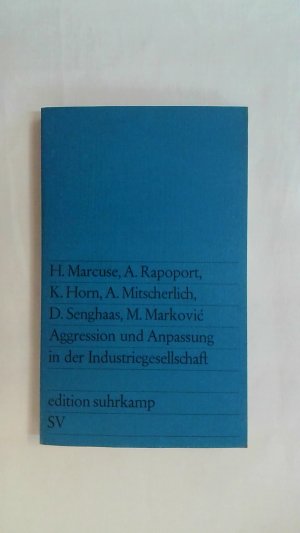 H. Marcuse, A. Rapoport,
K. Horn, A. Mitscherlich,
D. Senghaas, M. Marković
Aggression und Anpassung
in der Industriegesellschaft
edition suhrkamp
SV